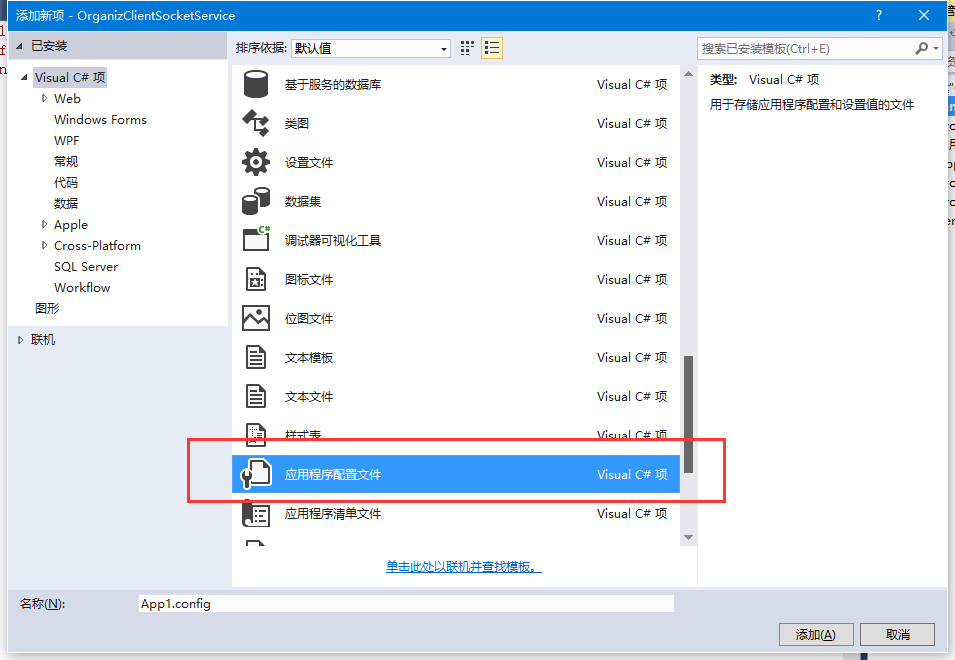 添加新项 - OrganizClientSocketService
?
已安装
排序依据: 默认值
搜索已安装模板(Ctrl+E)
Visual C# 项
Web
Windows Forms
WPF
常规
代码
数据
Apple
Cross-Platform
SQL Server
Workflow
图形
联机
基于服务的数据库 Visual C# 项
类图 Visual C# 项
设置文件 Visual C# 项
数据集 Visual C# 项
C#
调试器可视化工具 Visual C# 项
图标文件 Visual C# 项
位图文件 Visual C# 项
文本模板 Visual C# 项
文本文件 Visual C# 项
样式表 Visual C# 项
应用程序配置文件 Visual C# 项
应用程序清单文件 Visual C# 项
单击此处以联机并查找模板。
类型: Visual C# 项
用于存储应用程序配置和设置值的文件
名称(N): App1.config
添加(A) 取消